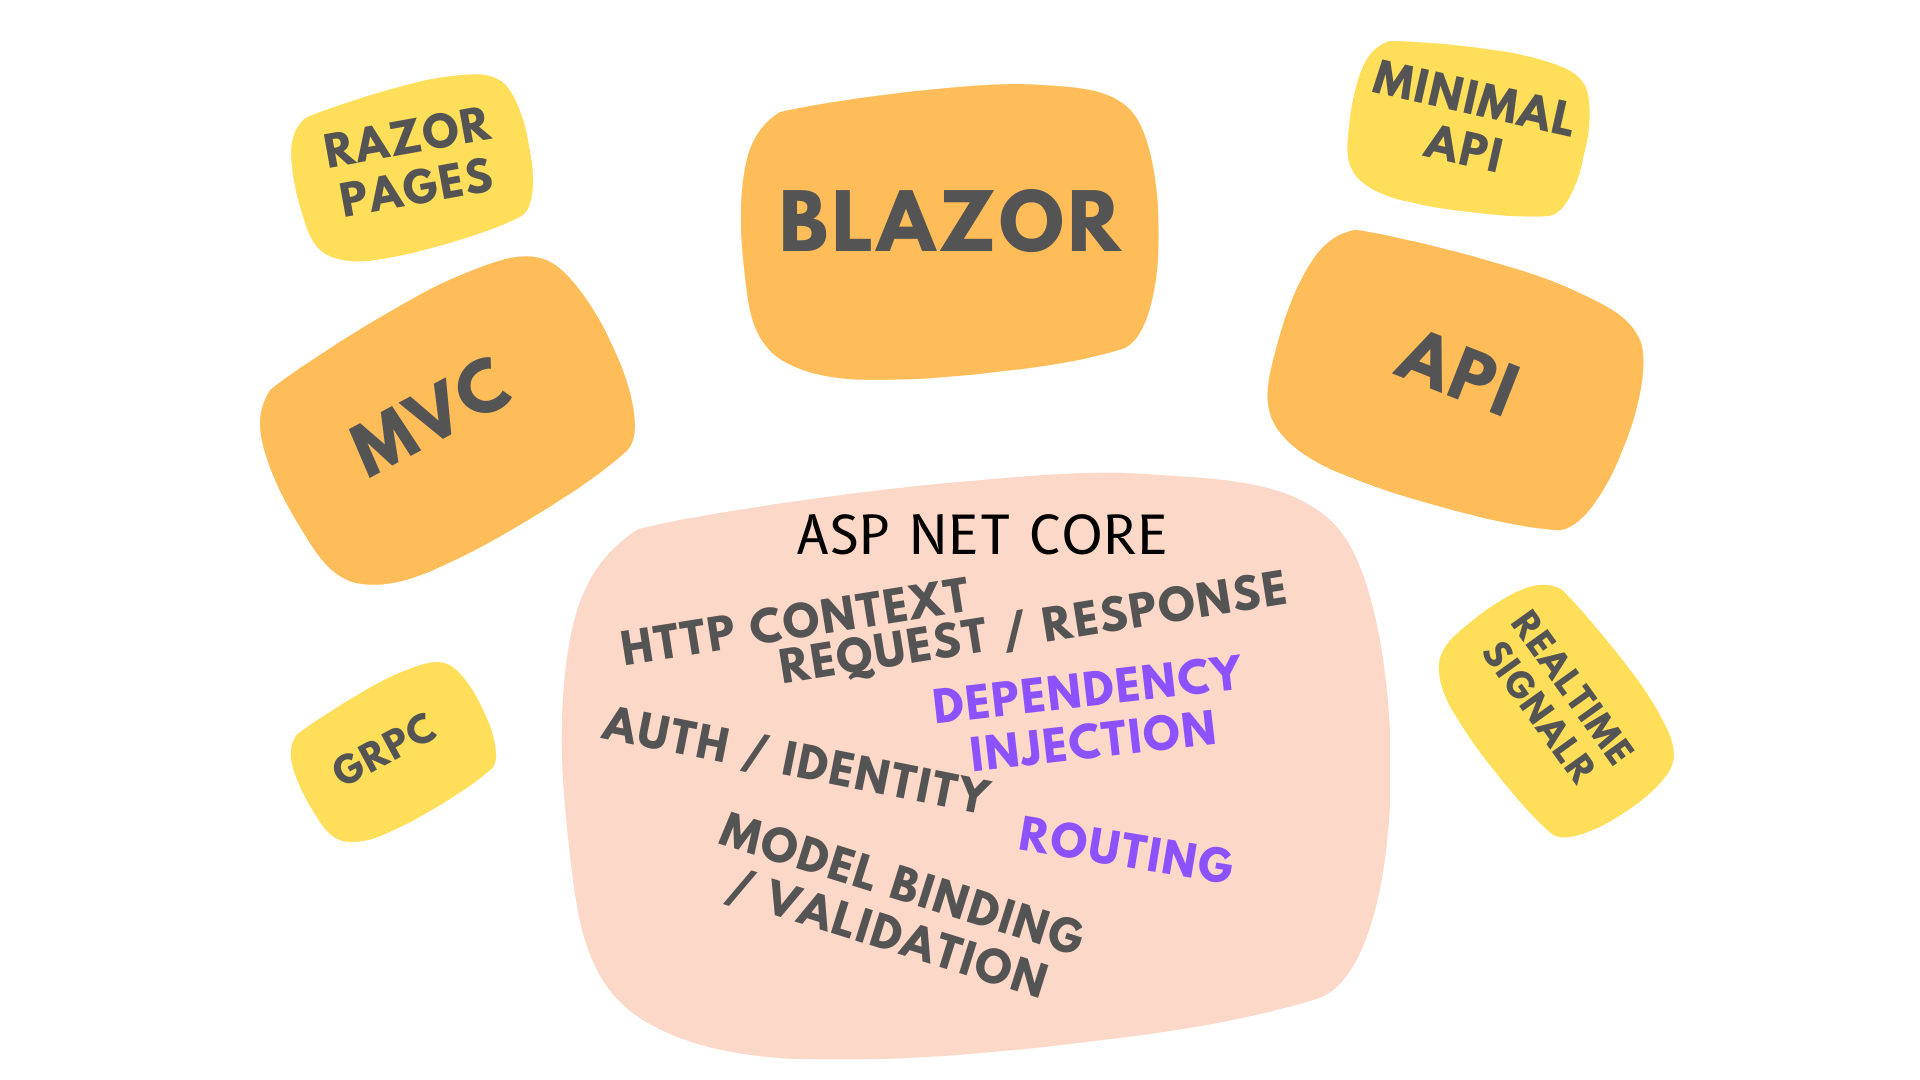 RAZOR
PAGES
BLAZOR
MINIMAL
API
MVC
API
ASP NET CORE
HTTP CONTEXT
REQUEST / RESPONSE
DEPENDENCY
INJECTION
AUTH / IDENTITY
ROUTING
MODEL BINDING
/ VALIDATION
GRPC
REALTIME
SIGNALR